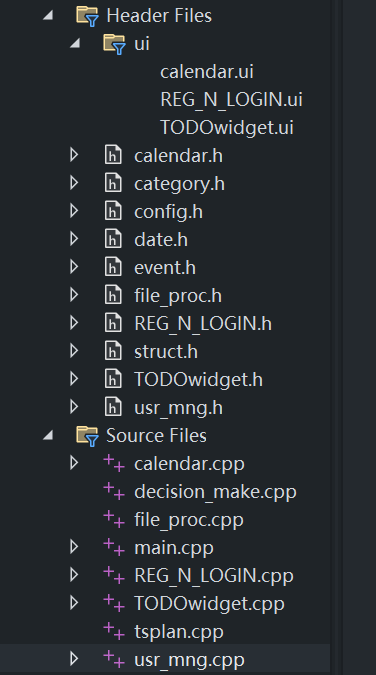 Header Files
ui
calendar.ui
REG_N_LOGIN.ui
TODOwidget.ui
calendar.h
category.h
config.h
date.h
event.h
file_proc.h
REG_N_LOGIN.h
struct.h
TODOwidget.h
usr_mng.h
Source Files
calendar.cpp
decision_make.cpp
file_proc.cpp
main.cpp
REG_N_LOGIN.cpp
TODOwidget.cpp
tsplan.cpp
usr_mng.cpp